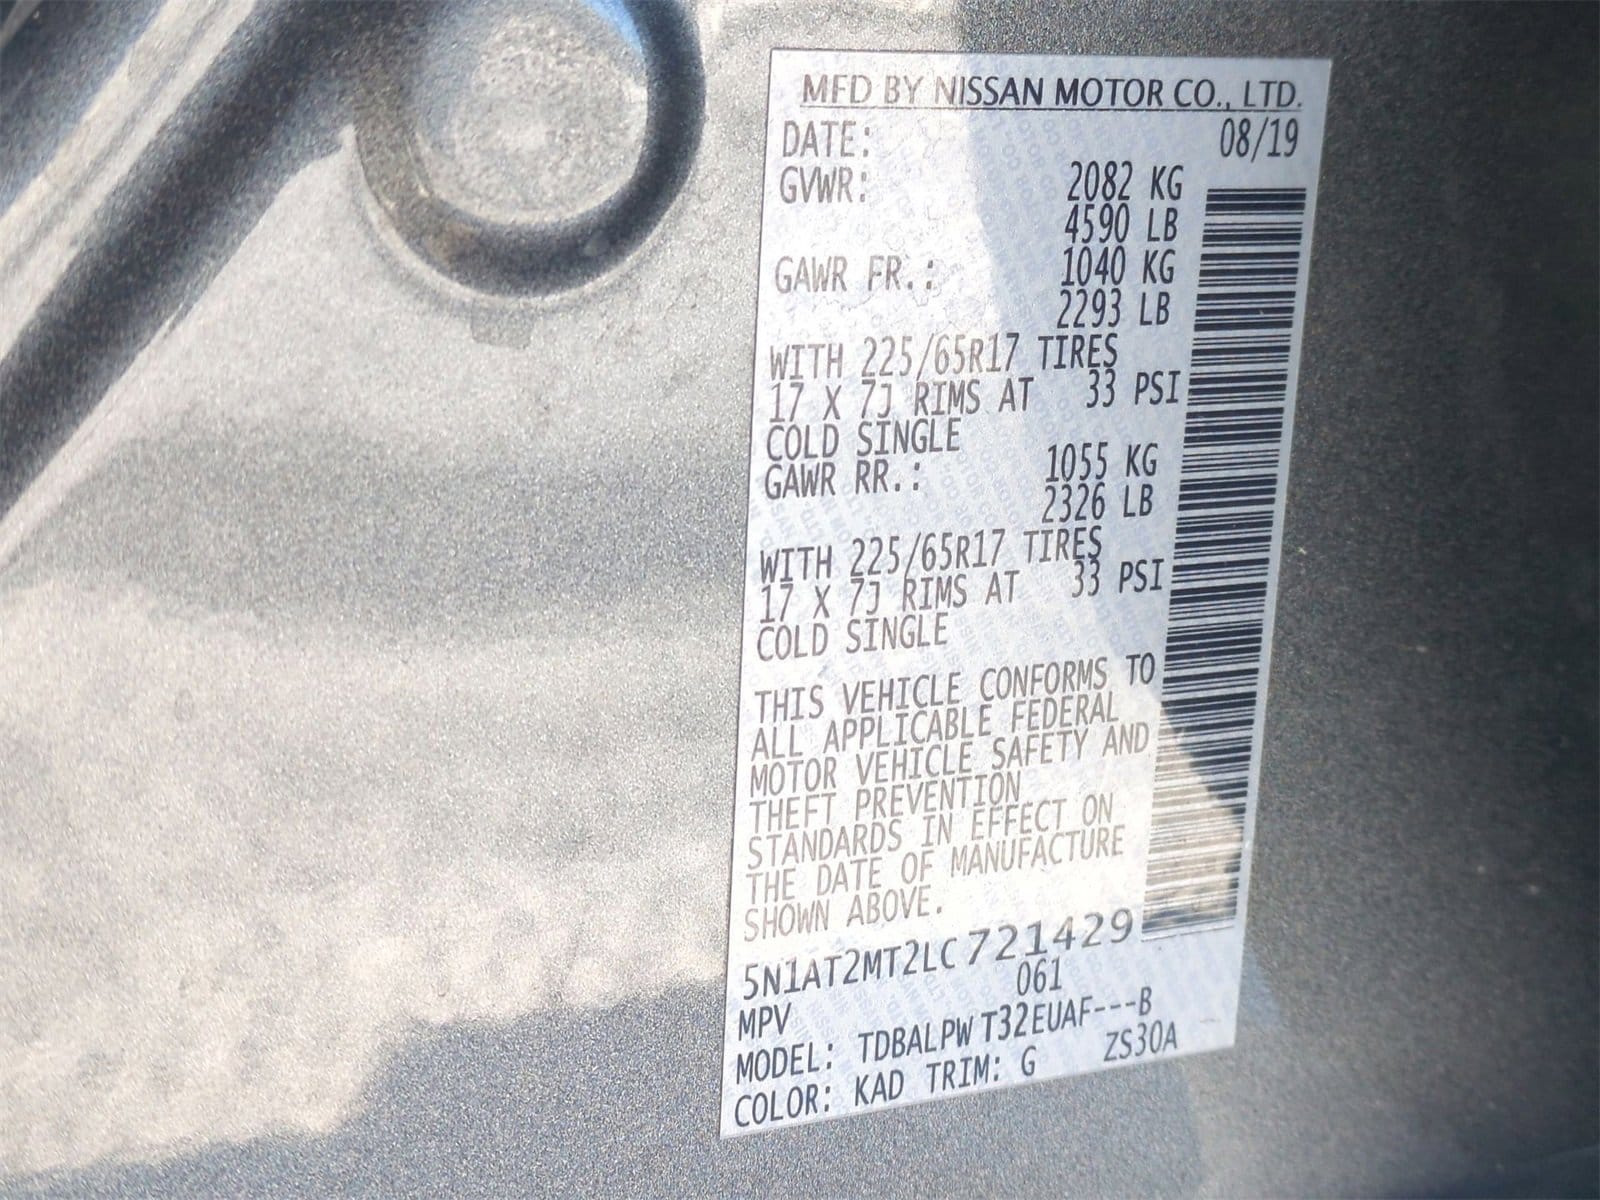 MFD BY NISSAN MOTOR CO., LTD.
DATE: 08/19
GVWR: 2082 KG
4590 LB
GAWR FR.: 1040 KG
2293 LB
WITH 225/65R17 TIRES
17 X 7J RIMS AT 33 PSI
COLD SINGLE
GAWR RR.: 1055 KG
2326 LB
WITH 225/65R17 TIRES
17 X 7J RIMS AT 33 PSI
COLD SINGLE
THIS VEHICLE CONFORMS TO
ALL APPLICABLE FEDERAL
MOTOR VEHICLE SAFETY AND
THEFT PREVENTION
STANDARDS IN EFFECT ON
THE DATE OF MANUFACTURE
SHOWN ABOVE.
5N1AT2MT2LC721429
MPV 061
MODEL: TDBALPW T32EUAF---B
COLOR: KAD TRIM: G ZS30A